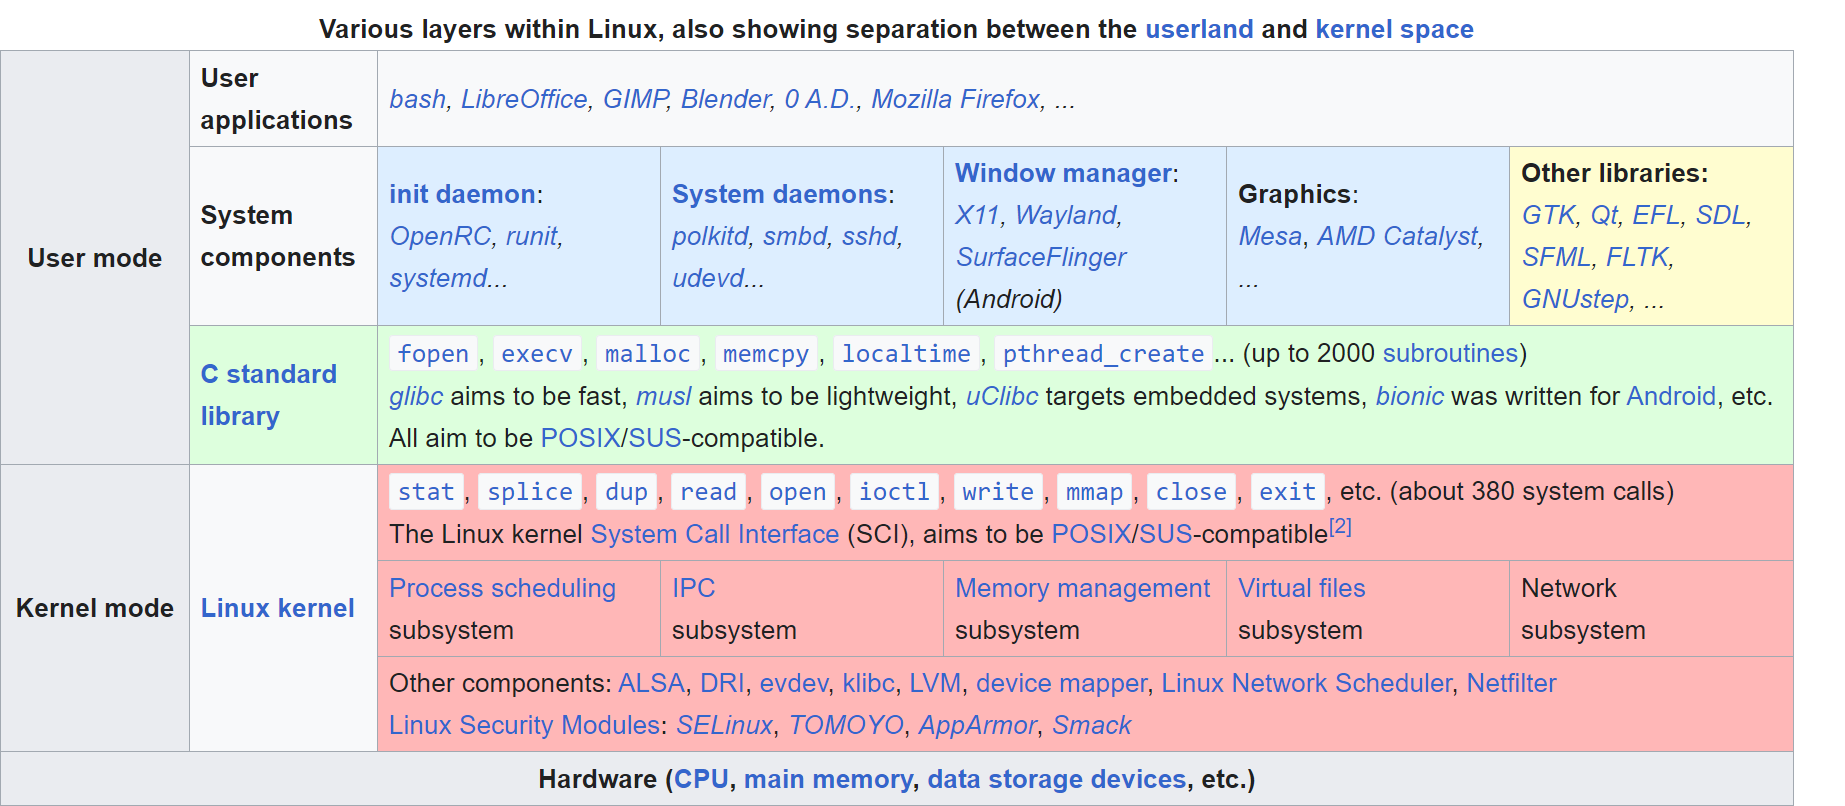 Various layers within Linux, also showing separation between the userland and kernel space
User mode
User
applications
bash, LibreOffice, GIMP, Blender, 0 A.D., Mozilla Firefox, ...
System
components
init daemon:
OpenRC, runit,
systemd...
System daemons:
polkitd, smbd, sshd,
udevd...
Window manager:
X11, Wayland,
SurfaceFlinger
(Android)
Graphics:
Mesa, AMD Catalyst,
...
Other libraries:
GTK, Qt, EFL, SDL,
SFML, FLTK,
GNUstep, ...
C standard
library
fopen, execv, malloc, memcpy, localtime, pthread_create... (up to 2000 subroutines)
glibc aims to be fast, musl aims to be lightweight, uClibc targets embedded systems, bionic was written for Android, etc.
All aim to be POSIX/SUS-compatible.
Kernel mode
Linux kernel
stat, splice, dup, read, open, ioctl, write, mmap, close, exit, etc. (about 380 system calls)
The Linux kernel System Call Interface (SCI), aims to be POSIX/SUS-compatible[2]
Process scheduling
subsystem
IPC
subsystem
Memory management
subsystem
Virtual files
subsystem
Network
subsystem
Other components: ALSA, DRI, evdev, klibc, LVM, device mapper, Linux Network Scheduler, Netfilter
Linux Security Modules: SELinux, TOMOYO, AppArmor, Smack
Hardware (CPU, main memory, data storage devices, etc.)